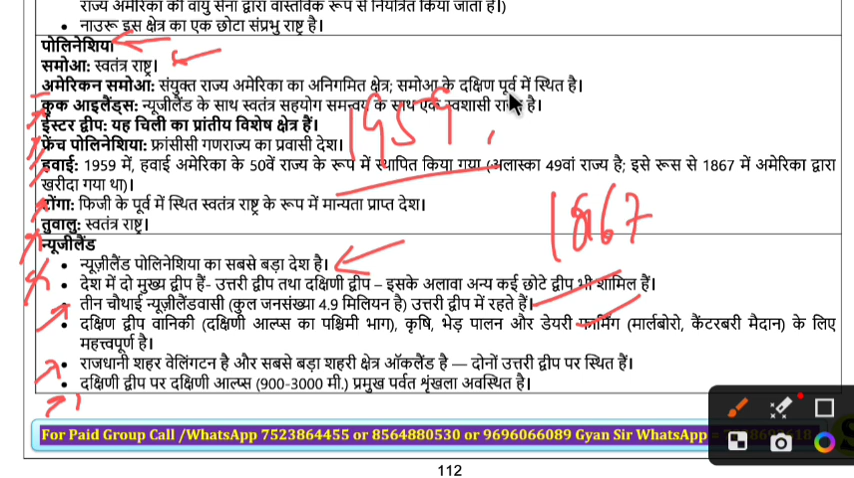 राज्य अमेरिका की वायु सेना द्वारा वास्तविक रूप से नियंत्रित किया जाता है।)
• नाउरू इस क्षेत्र का एक छोटा संप्रभु राष्ट्र है।
पोलिनेशिया
समोआ: स्वतंत्र राष्ट्र।
अमेरिकन समोआ: संयुक्त राज्य अमेरिका का अनिगमित क्षेत्र; समोआ के दक्षिण पूर्व में स्थित है।
कुक आइलैंड्स: न्यूजीलैंड के साथ स्वतंत्र सहयोग समन्वय के साथ एक स्वशासी है।
ईस्टर द्वीप: यह चिली का प्रांतीय विशेष क्षेत्र हैं।
फ्रेंच पोलिनेशिया: फ्रांसीसी गणराज्य का प्रवासी देश।
1959,
हवाई: 1959 में, हवाई अमेरिका के 50वें राज्य के रूप में स्थापित किया गया (अलास्का 49वां राज्य है; इसे रूस से 1867 में अमेरिका द्वारा
खरीदा गया था)।
टोंगा: फिजी के पूर्व में स्थित स्वतंत्र राष्ट्र के रूप में मान्यता प्राप्त देश।
1867
तुवालु: स्वतंत्र राष्ट्र।
न्यूजीलैंड
• न्यूज़ीलैंड पोलिनेशिया का सबसे बड़ा देश है।
• देश में दो मुख्य द्वीप हैं- उत्तरी द्वीप तथा दक्षिणी द्वीप – इसके अलावा अन्य कई छोटे द्वीप भी शामिल हैं।
• तीन चौथाई न्यूज़ीलैंडवासी (कुल जनसंख्या 4.9 मिलियन है) उत्तरी द्वीप में रहते हैं।
• दक्षिण द्वीप वानिकी (दक्षिणी आल्प्स का पश्चिमी भाग), कृषि, भेड़ पालन और डेयरी फार्मिंग (मार्लबोरो, कैंटरबरी मैदान) के लिए
महत्त्वपूर्ण है।
• राजधानी शहर वेलिंगटन है और सबसे बड़ा शहरी क्षेत्र ऑकलैंड है — दोनों उत्तरी द्वीप पर स्थित हैं।
• दक्षिणी द्वीप पर दक्षिणी आल्प्स (900-3000 मी.) प्रमुख पर्वत शृंखला अवस्थित है।
For Paid Group Call /WhatsApp 7523864455 or 8564880530 or 9696066089 Gyan Sir WhatsApp =
112